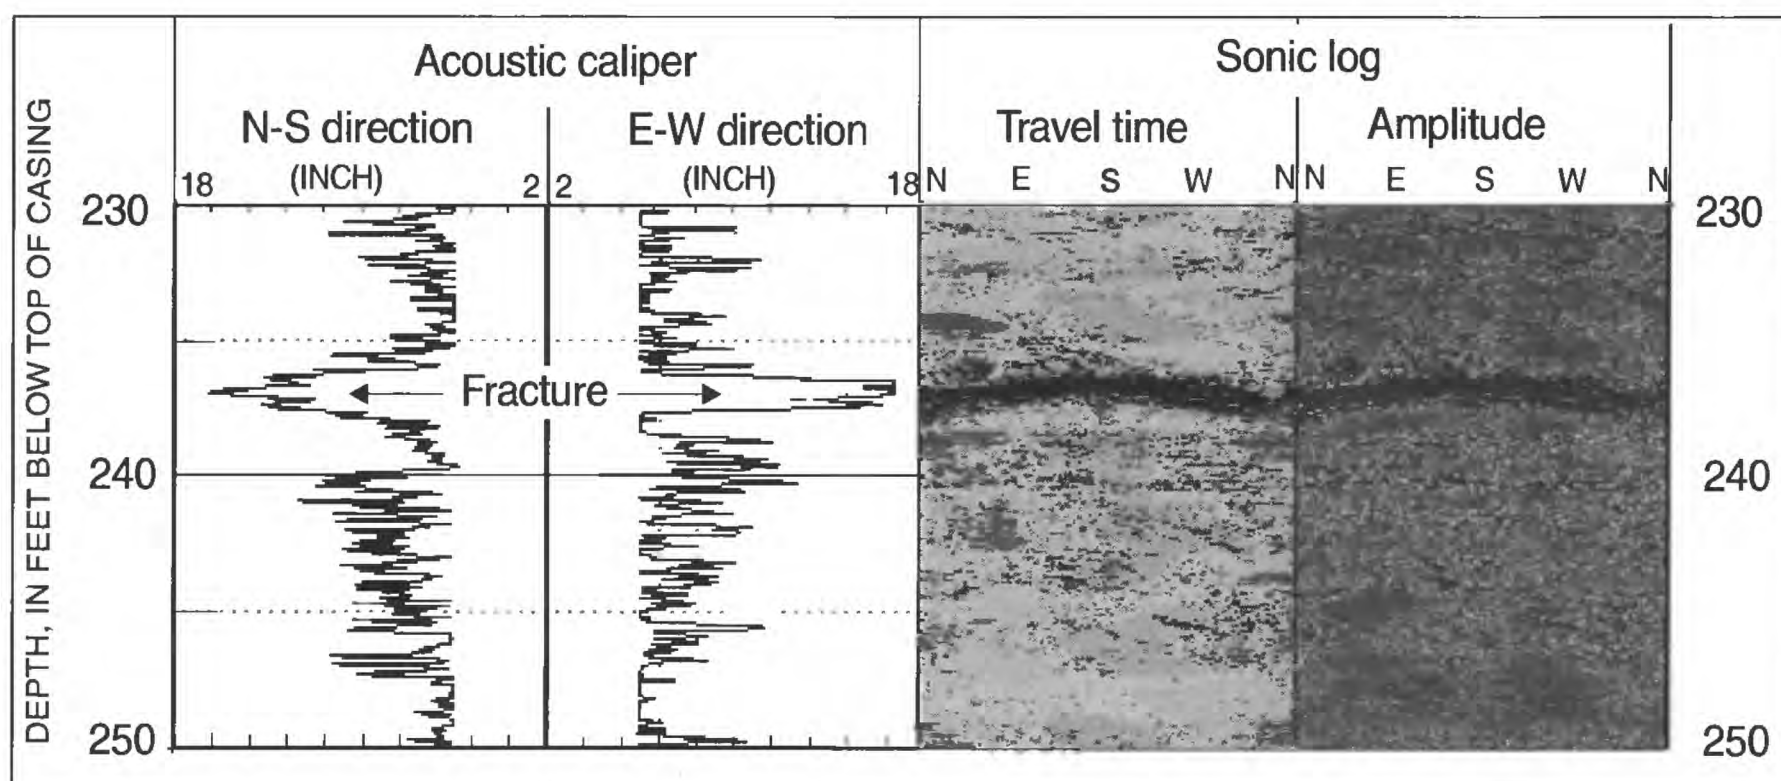 Acoustic caliper
Sonic log
N-S direction
E-W direction
Travel time
Amplitude
(INCH)
(INCH)
18 2 2 18 N E S W N N E S W N
DEPTH, IN FEET BELOW TOP OF CASING
230 230
Fracture
240 240
250 250